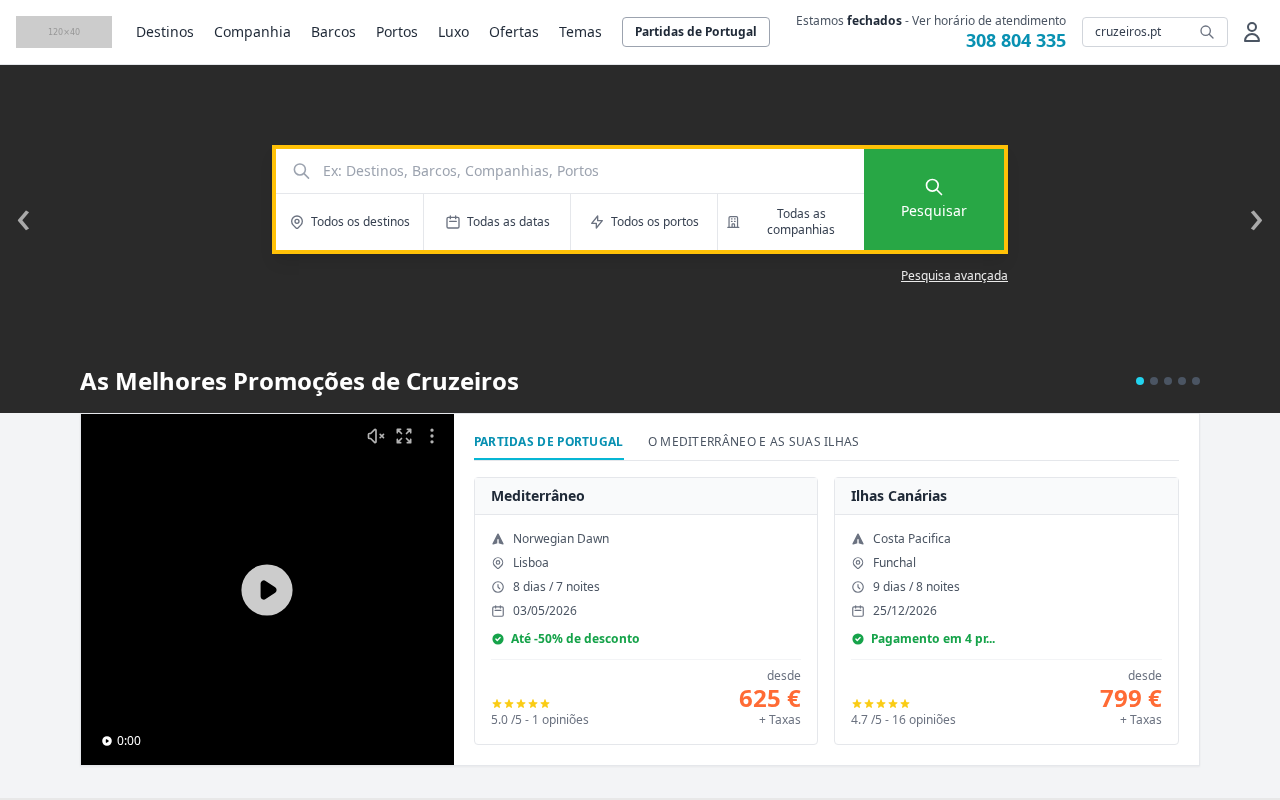 120×40
Destinos
Companhia
Barcos
Portos
Luxo
Ofertas
Temas
Partidas de Portugal
Estamos fechados - Ver horário de atendimento
308 804 335
cruzeiros.pt
Ex: Destinos, Barcos, Companhias, Portos
Todos os destinos
Todas as datas
Todos os portos
Todas as
companhias
Pesquisar
Pesquisa avançada
As Melhores Promoções de Cruzeiros
0:00
PARTIDAS DE PORTUGAL
O MEDITERRÂNEO E AS SUAS ILHAS
Mediterrâneo
Norwegian Dawn
Lisboa
8 dias / 7 noites
03/05/2026
Até -50% de desconto
desde
625 €
5.0 /5 - 1 opiniões
+ Taxas
Ilhas Canárias
Costa Pacifica
Funchal
9 dias / 8 noites
25/12/2026
Pagamento em 4 pr...
desde
799 €
4.7 /5 - 16 opiniões
+ Taxas